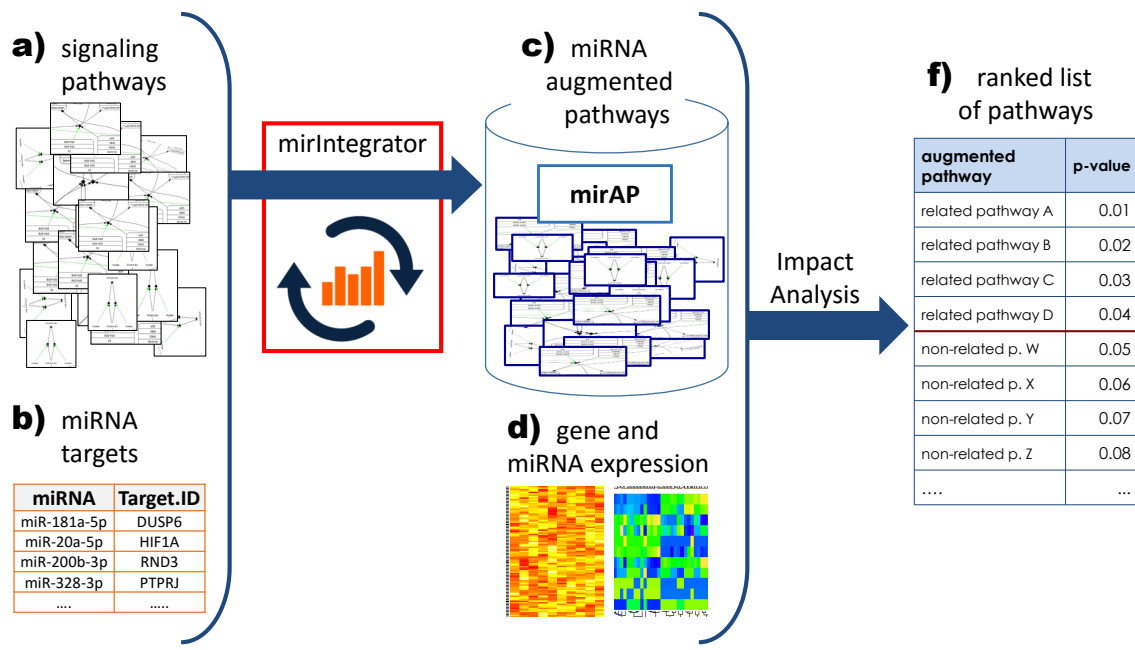 a) signaling
pathways
b) miRNA
targets
miRNA Target.ID
miR-181a-5p DUSP6
miR-20a-5p HIF1A
miR-200b-3p RND3
miR-328-3p PTPRJ
.... .....
mirIntegrator
c) miRNA
augmented
pathways
mirAP
d) gene and
miRNA expression
Impact
Analysis
f) ranked list
of pathways
augmented
pathway p-value
related pathway A 0.01
related pathway B 0.02
related pathway C 0.03
related pathway D 0.04
non-related p. W 0.05
non-related p. X 0.06
non-related p. Y 0.07
non-related p. Z 0.08
.... ...